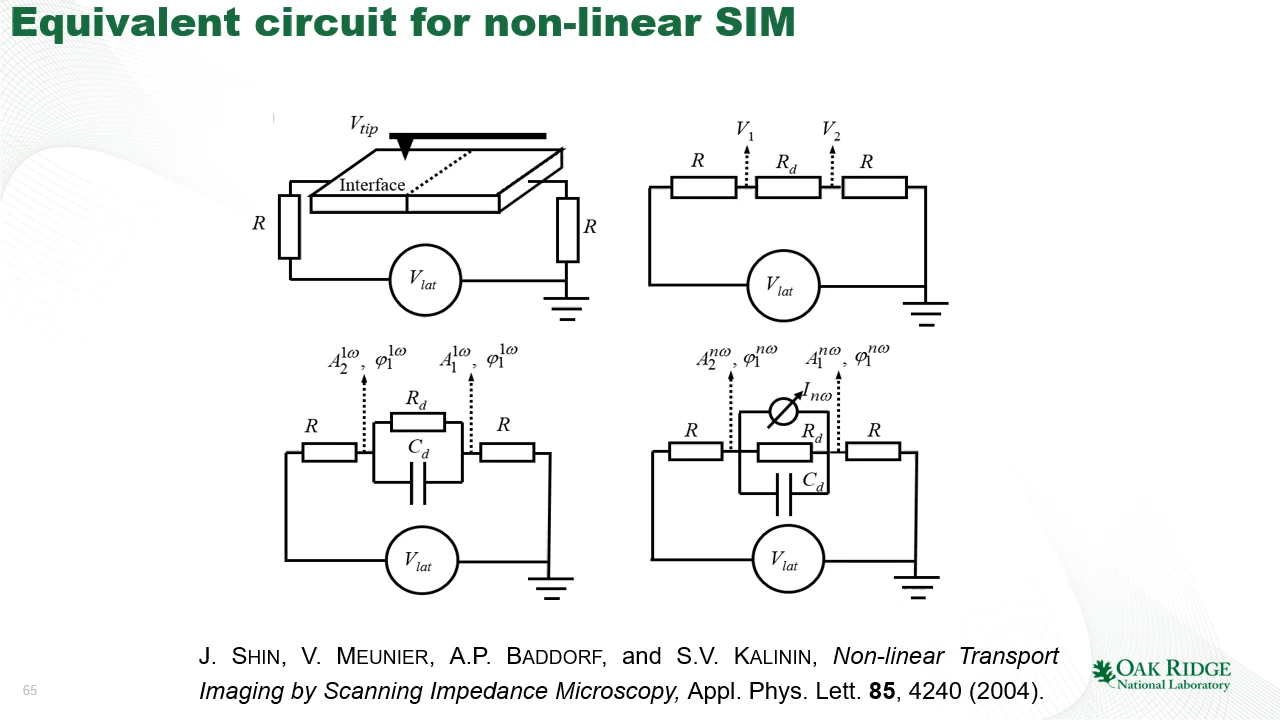 Equivalent circuit for non-linear SIM
V_tip
Interface
R
R
V_lat
V_1 V_2
R R_d R
V_lat
A_2^{1ω}, φ_1^{1ω} A_1^{1ω}, φ_1^{1ω}
R_d
R R
C_d
V_lat
A_2^{nω}, φ_1^{nω} A_1^{nω}, φ_1^{nω}
I_{nω}
R R_d R
C_d
V_lat
J. SHIN, V. MEUNIER, A.P. BADDORF, and S.V. KALININ, Non-linear Transport
Imaging by Scanning Impedance Microscopy, Appl. Phys. Lett. 85, 4240 (2004).
65
OAK RIDGE
National Laboratory